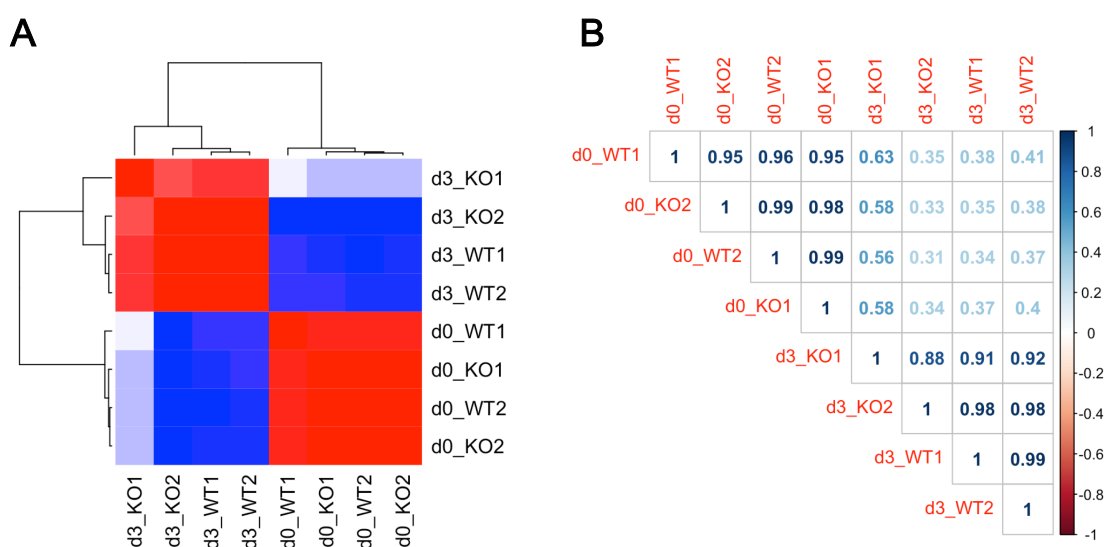 A
d3_KO1
d3_KO2
d3_WT1
d3_WT2
d0_WT1
d0_KO1
d0_WT2
d0_KO2
d3_KO1 d3_KO2 d3_WT1 d3_WT2 d0_WT1 d0_KO1 d0_WT2 d0_KO2
B
d0_WT1 d0_KO2 d0_WT2 d0_KO1 d3_KO1 d3_KO2 d3_WT1 d3_WT2
d0_WT1 1 0.95 0.96 0.95 0.63 0.35 0.38 0.41
d0_KO2 1 0.99 0.98 0.58 0.33 0.35 0.38
d0_WT2 1 0.99 0.56 0.31 0.34 0.37
d0_KO1 1 0.58 0.34 0.37 0.4
d3_KO1 1 0.88 0.91 0.92
d3_KO2 1 0.98 0.98
d3_WT1 1 0.99
d3_WT2 1
1
0.8
0.6
0.4
0.2
0
-0.2
-0.4
-0.6
-0.8
-1